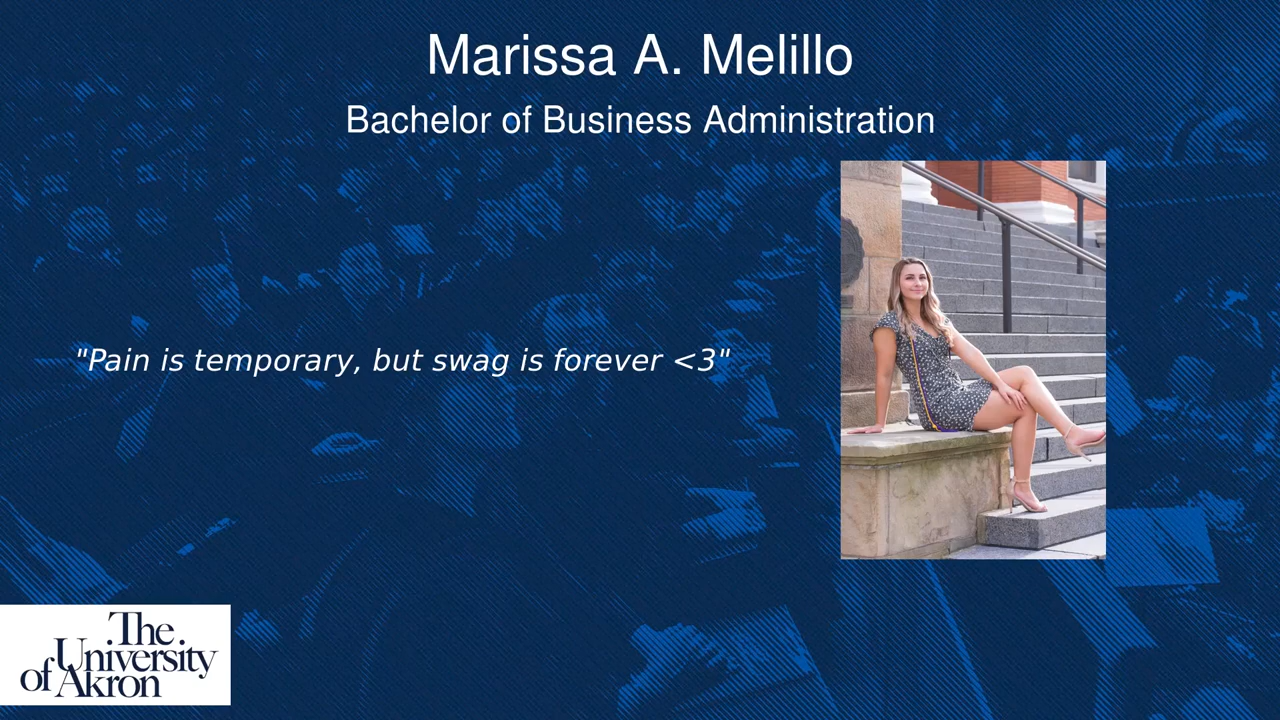 Marissa A. Melillo
Bachelor of Business Administration
"Pain is temporary, but swag is forever <3"
The
University
of Akron